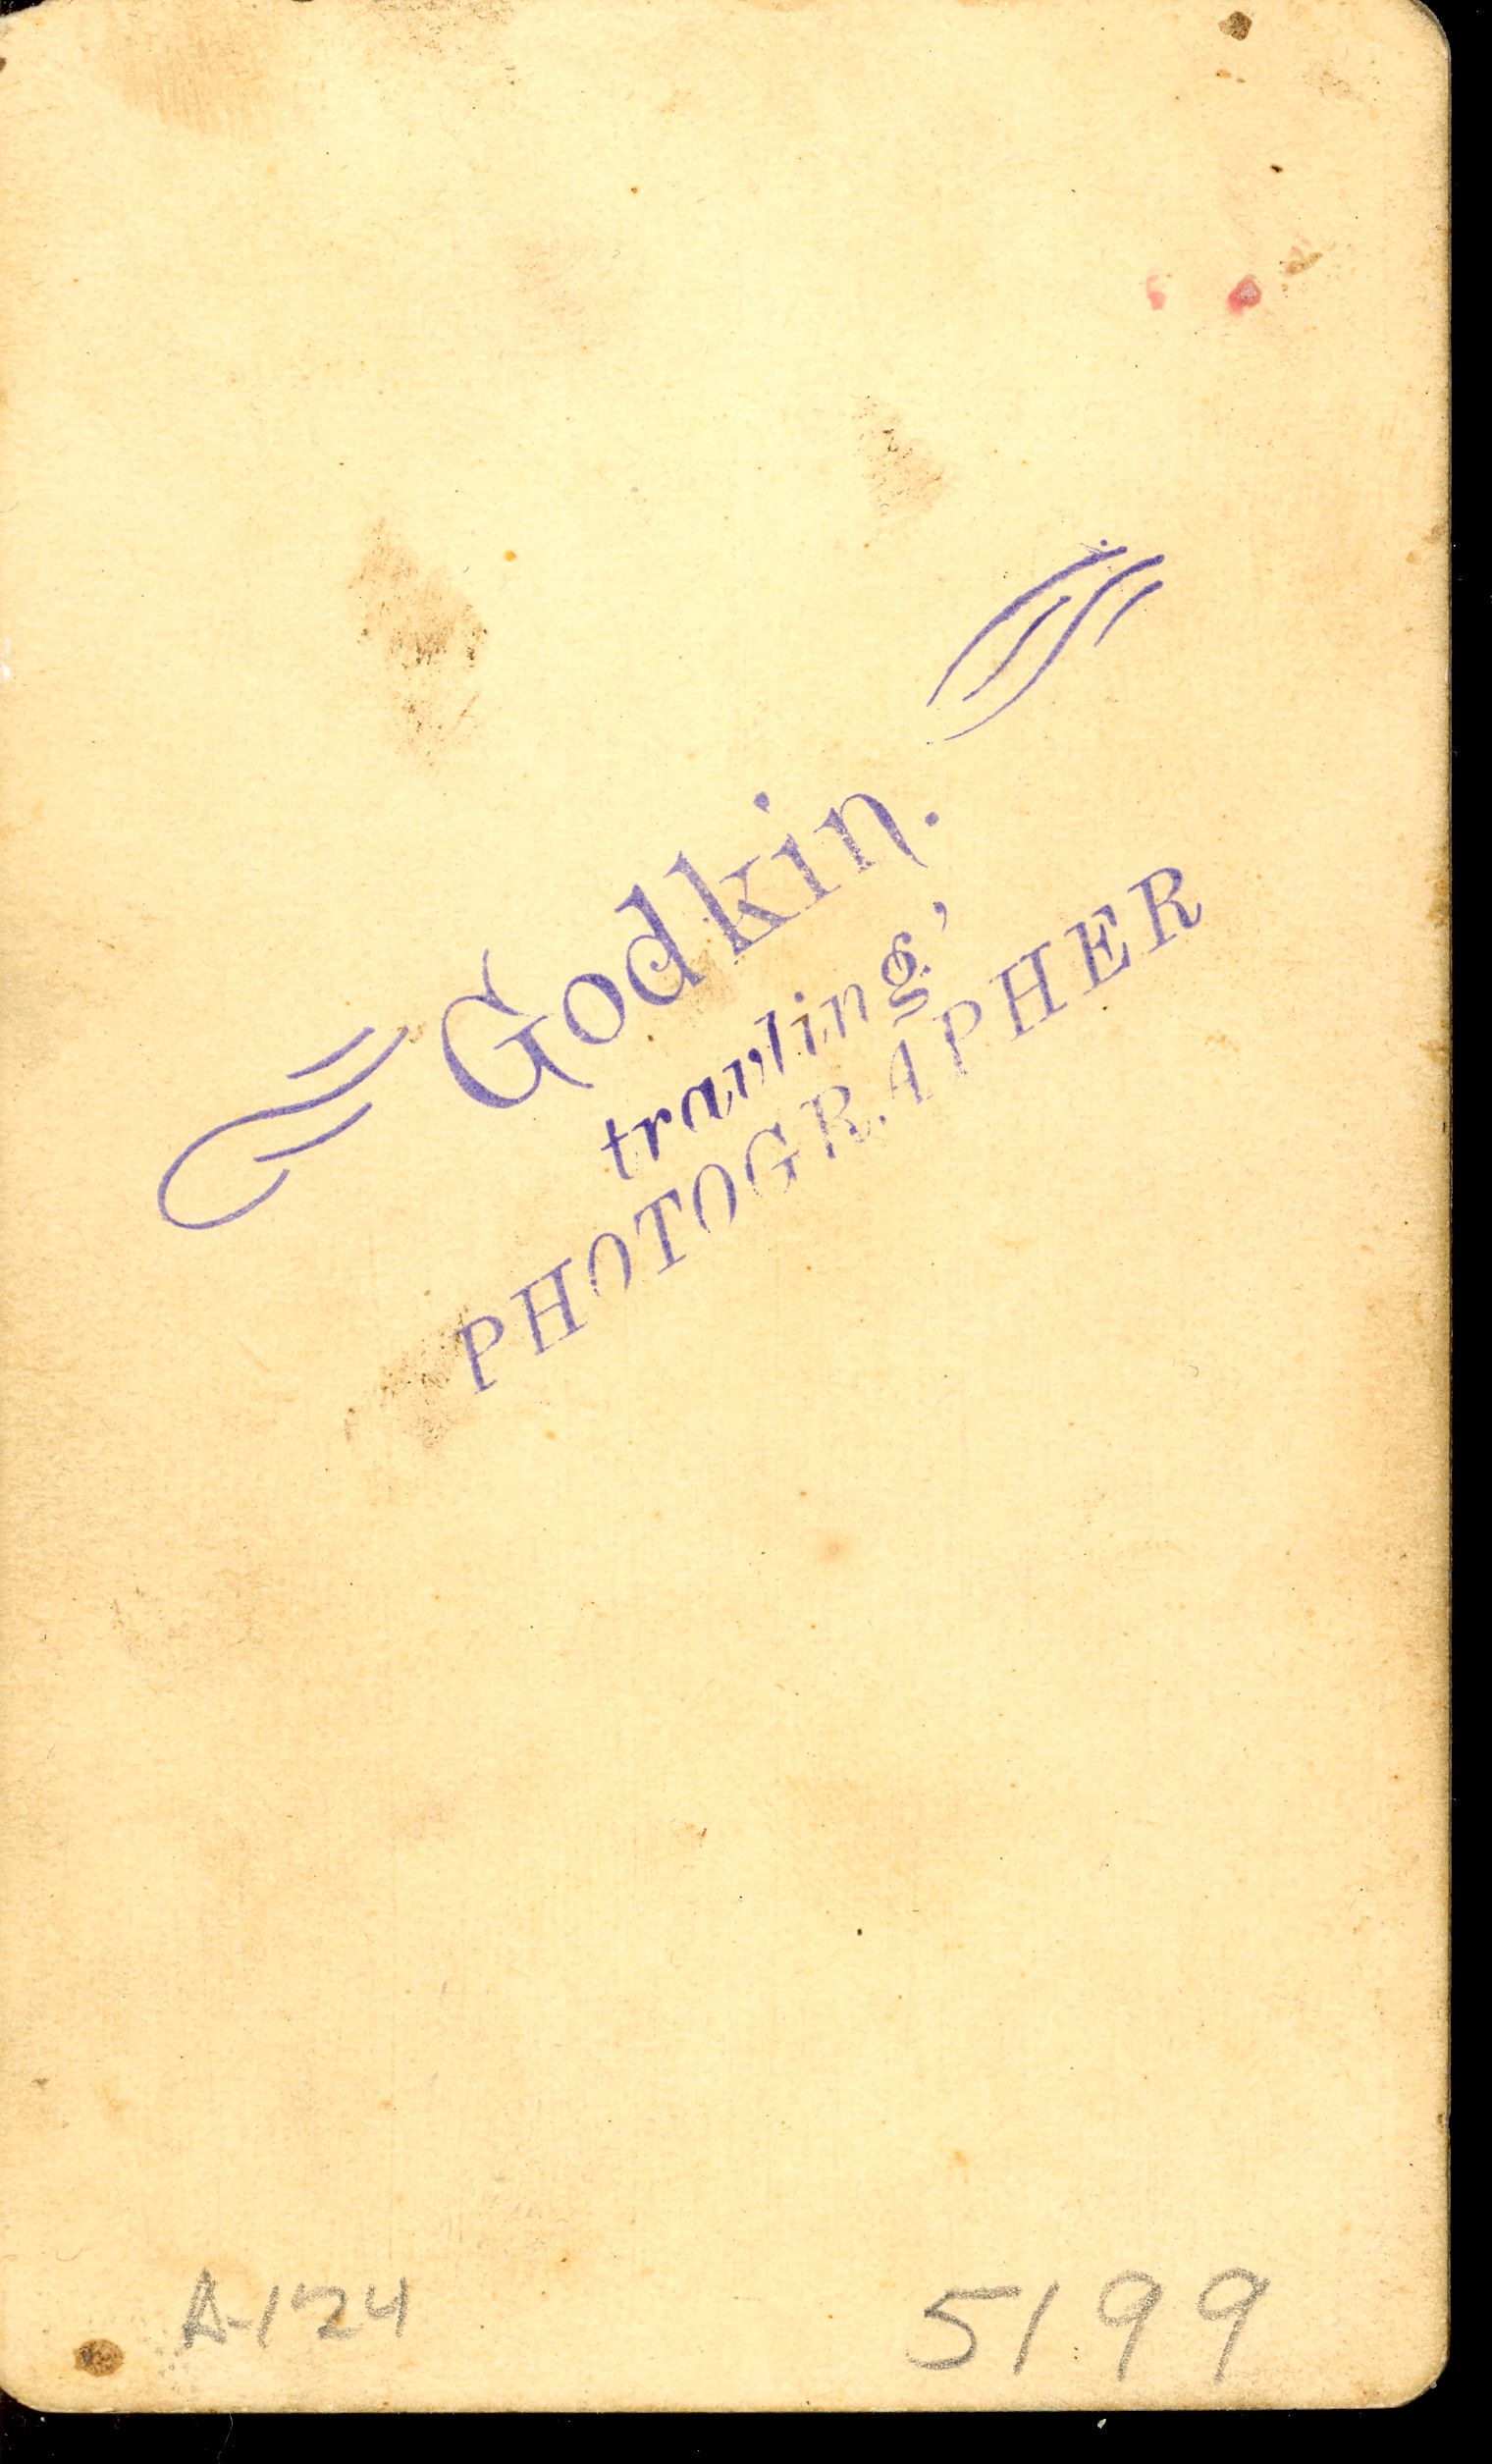 Godkin.
travling,
PHOTOGRAPHER
A-124
5199